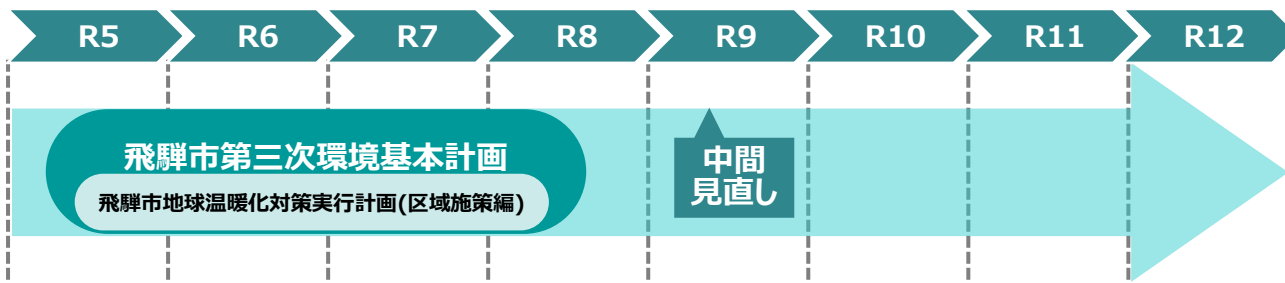 R5 R6 R7 R8 R9 R10 R11 R12
飛騨市第三次環境基本計画
飛騨市地球温暖化対策実行計画(区域施策編)
中間
見直し